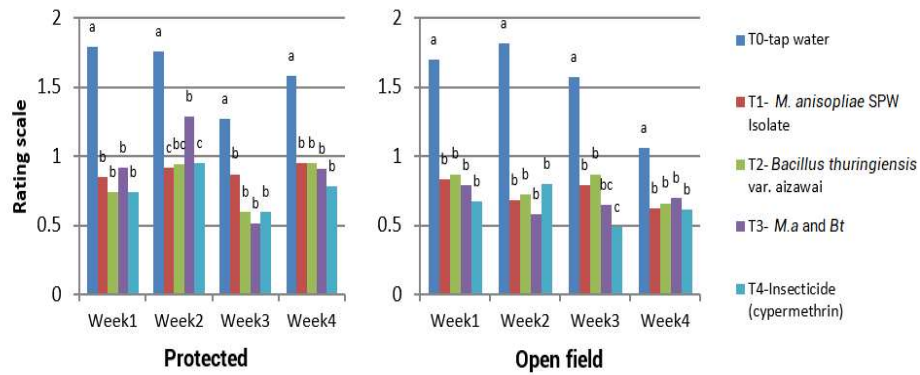 2
1.5
1
0.5
0
Rating scale
a
b
b
b
b
a
c
bc
b
c
a
b
b
b
b
a
b
b
b
b
Week1 Week2 Week3 Week4
Protected
2
1.5
1
0.5
0
a
b
b
b
b
a
b
b
b
b
a
b
b
bc
c
a
b
b
b
b
Week1 Week2 Week3 Week4
Open field
T0-tap water
T1- M. anisopliae SPW
Isolate
T2- Bacillus thuringiensis
var. aizawai
T3- M.a and Bt
T4-Insecticide
(cypermethrin)